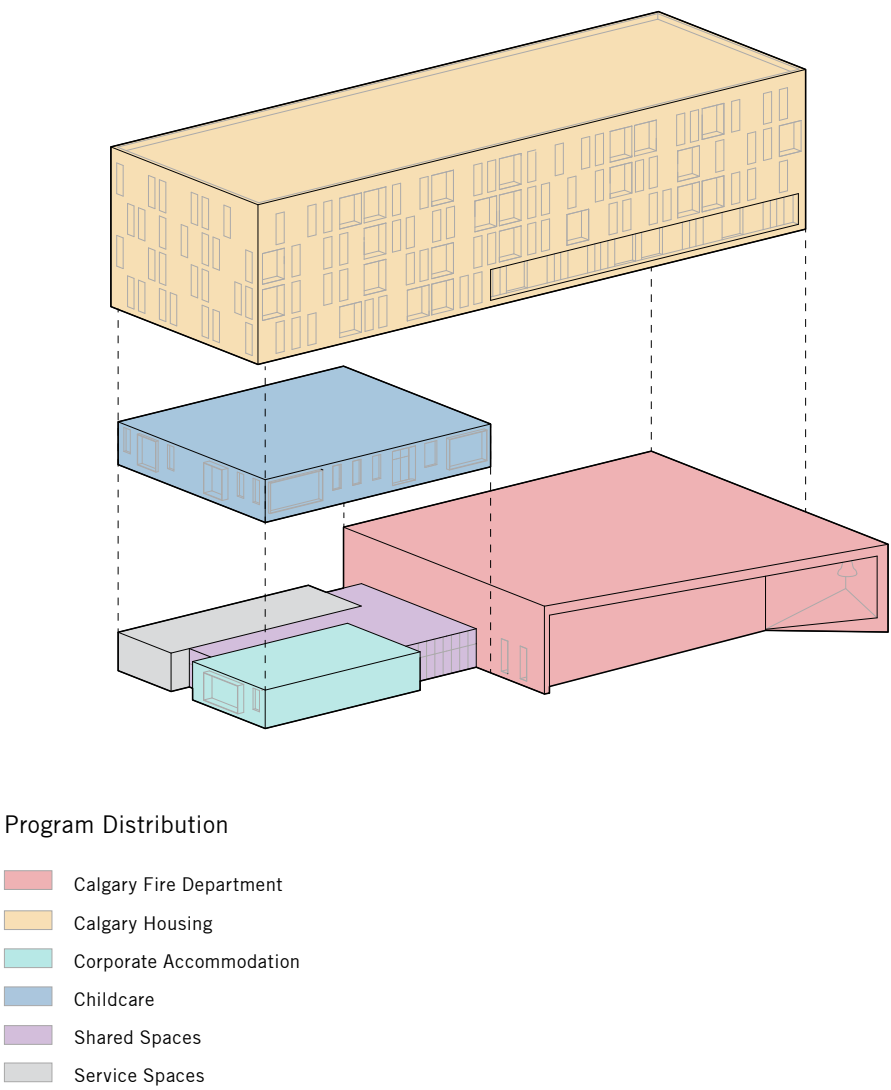 Program Distribution
Calgary Fire Department
Calgary Housing
Corporate Accommodation
Childcare
Shared Spaces
Service Spaces